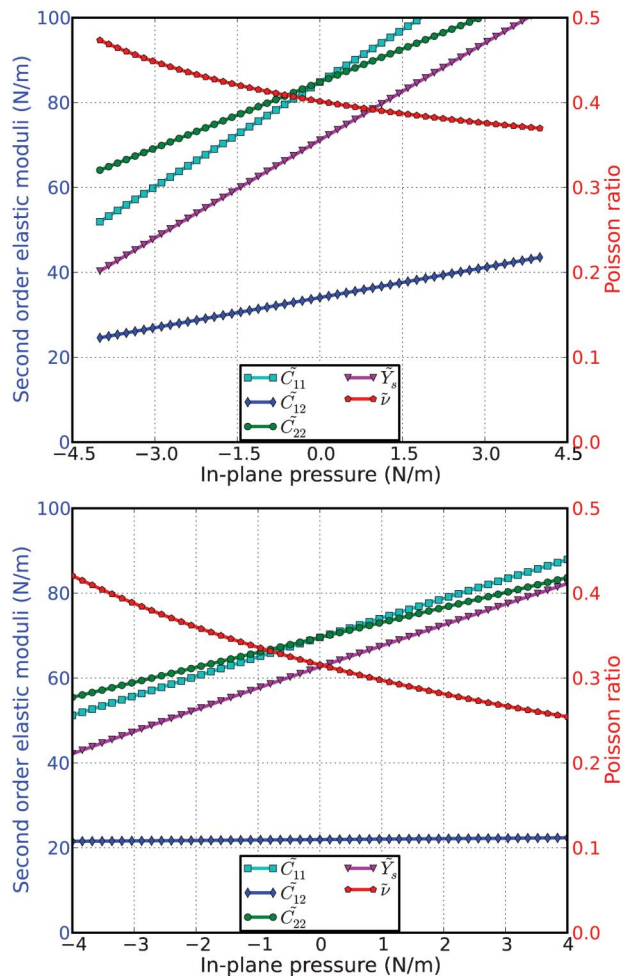 100
80
60
40
20
0
Second order elastic moduli (N/m)
0.5
0.4
0.3
0.2
0.1
0.0
Poisson ratio
C̃₁₁
C̃₁₂
C̃₂₂
Ỹₛ
ν̃
−4.5 −3.0 −1.5 0.0 1.5 3.0 4.5
In-plane pressure (N/m)
100
80
60
40
20
0
Second order elastic moduli (N/m)
0.5
0.4
0.3
0.2
0.1
0.0
Poisson ratio
C̃₁₁
C̃₁₂
C̃₂₂
Ỹₛ
ν̃
−4 −3 −2 −1 0 1 2 3 4
In-plane pressure (N/m)